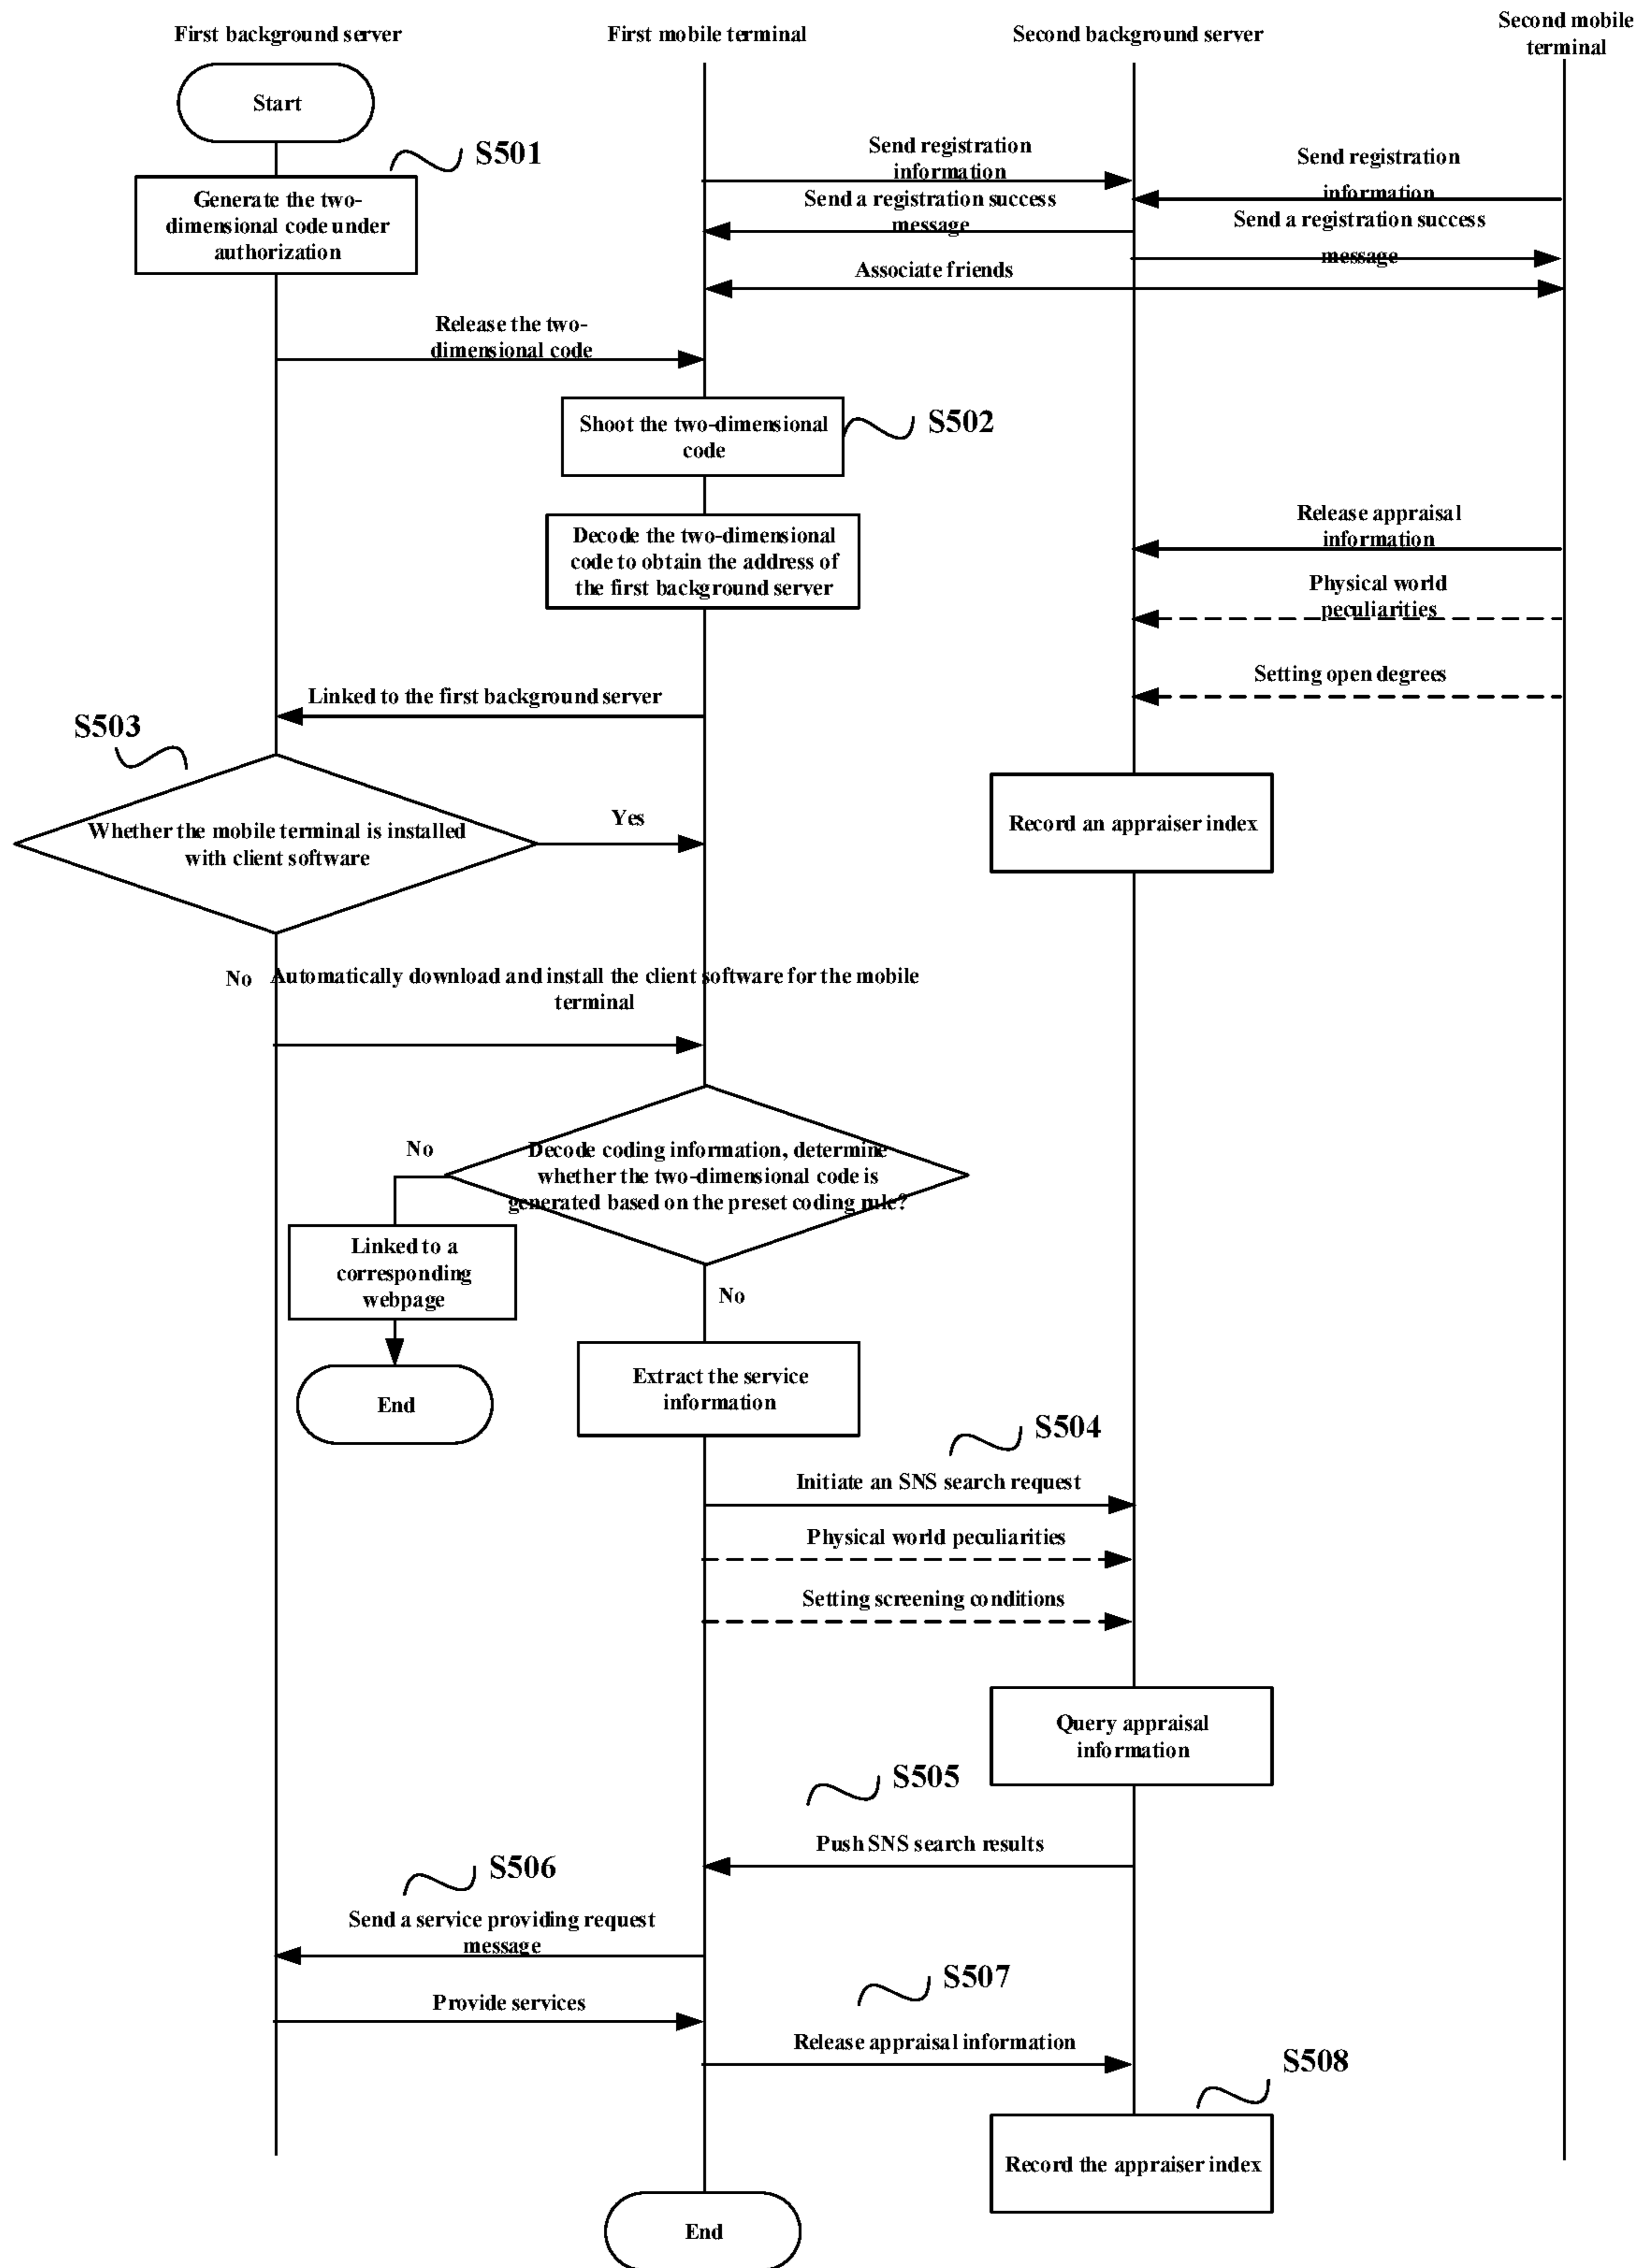 First background server
First mobile terminal
Second background server
Second mobile
terminal
Start
S501
Generate the two-
dimensional code under
authorization
Send registration
information
Send a registration success
message
Send registration
information
Send a registration success
message
Associate friends
Release the two-
dimensional code
Shoot the two-dimensional
code
S502
Decode the two-dimensional
code to obtain the address of
the first background server
Release appraisal
information
Physical world
peculiarities
Setting open degrees
Linked to the first background server
S503
Whether the mobile terminal is installed
with client software
Yes
Record an appraiser index
No
Automatically download and install the client software for the mobile
terminal
Decode coding information, determine
whether the two-dimensional code is
generated based on the preset coding rule?
No
Linked to a
corresponding
webpage
No
End
Extract the service
information
S504
Initiate an SNS search request
Physical world peculiarities
Setting screening conditions
Query appraisal
information
S505
Push SNS search results
S506
Send a service providing request
message
S507
Provide services
Release appraisal information
S508
Record the appraiser index
End